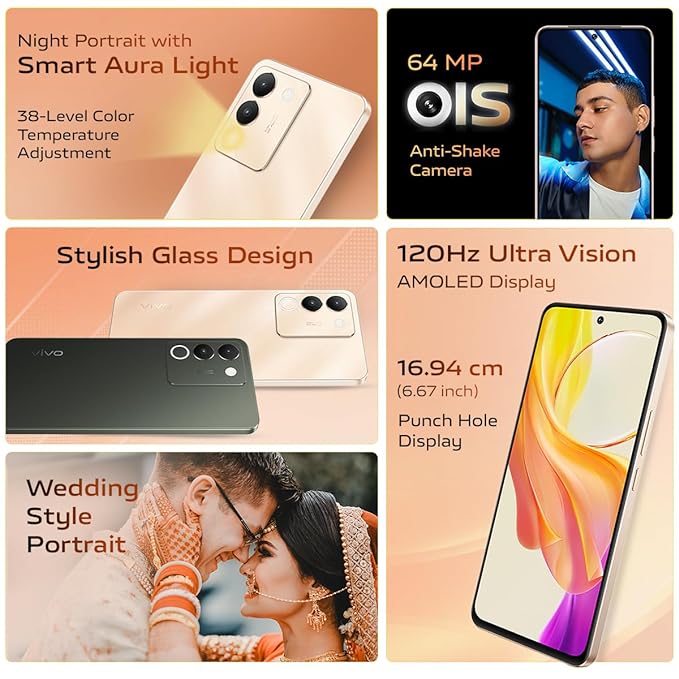 Night Portrait with
Smart Aura Light
38-Level Color
Temperature
Adjustment
64 MP
OIS
Anti-Shake
Camera
Stylish Glass Design
vivo
vivo
120Hz Ultra Vision
AMOLED Display
16.94 cm
(6.67 inch)
Punch Hole
Display
Wedding
Style
Portrait